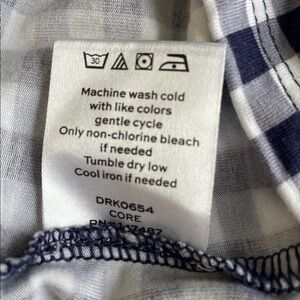 30
Machine wash cold
with like colors
gentle cycle
Only non-chlorine bleach
if needed
Tumble dry low
Cool iron if needed
DRK0654
CORE